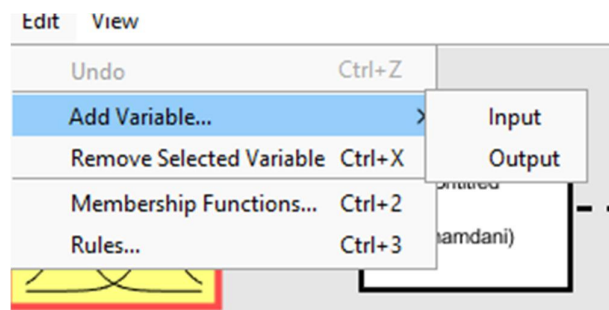 Edit View
Undo Ctrl+Z
Add Variable... >
Input
Remove Selected Variable Ctrl+X
Output
Membership Functions... Ctrl+2
Rules... Ctrl+3